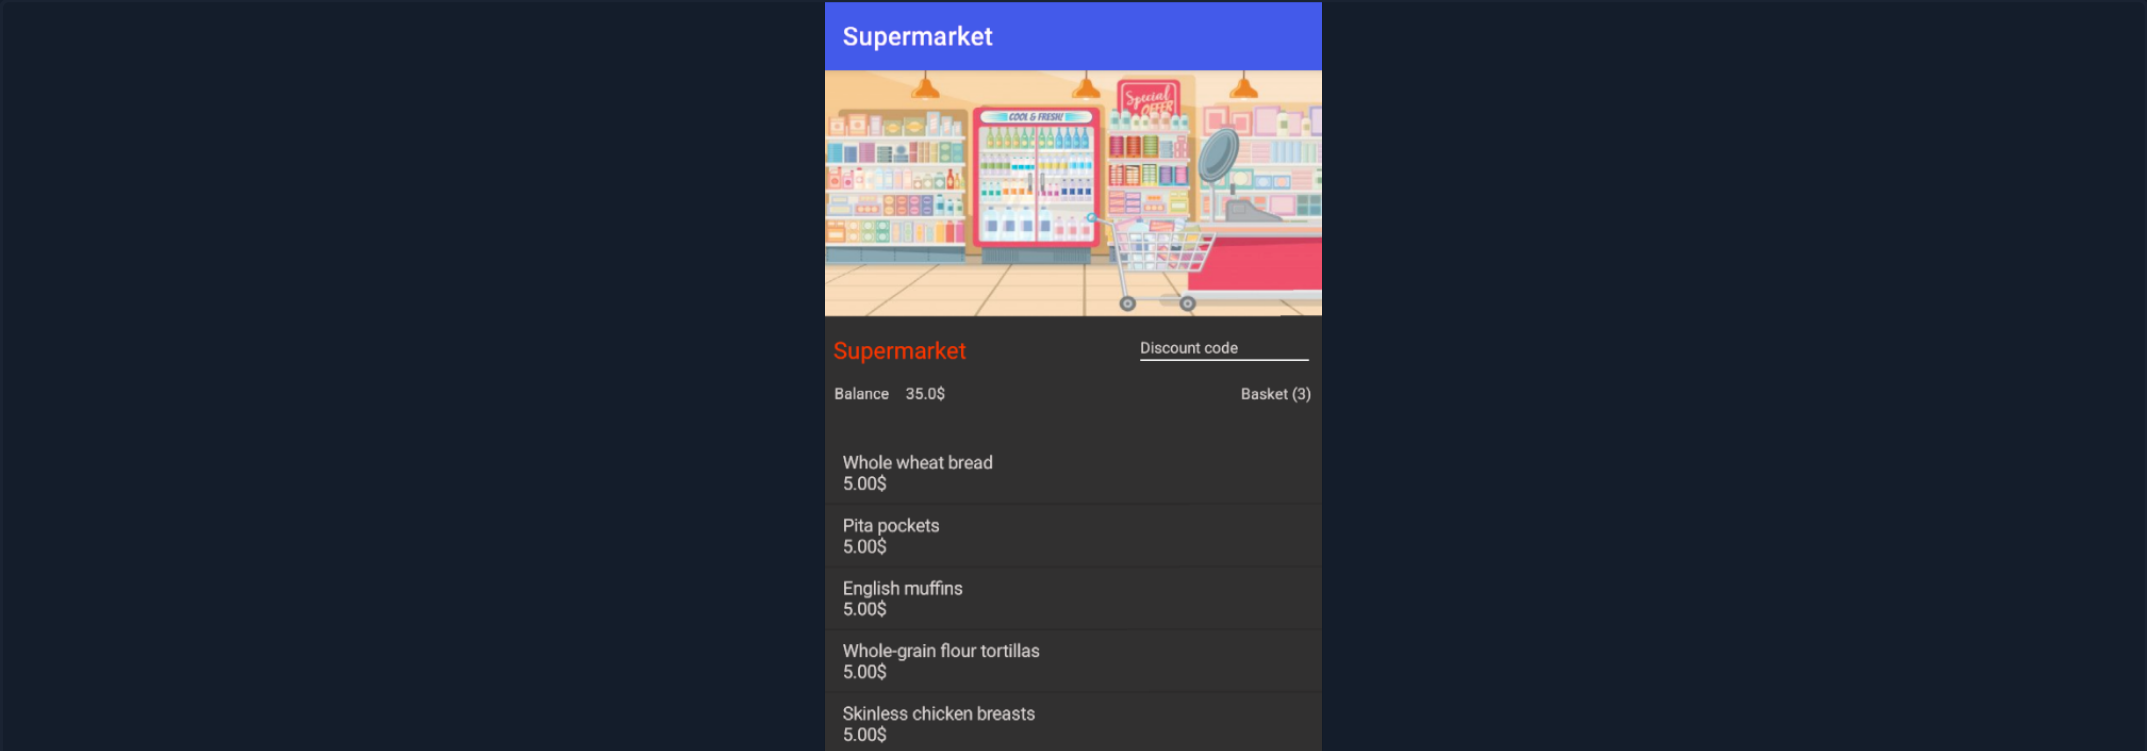 Supermarket
Special
OFFER
COOL & FRESH!
Supermarket
Discount code
Balance 35.0$
Basket (3)
Whole wheat bread
5.00$
Pita pockets
5.00$
English muffins
5.00$
Whole-grain flour tortillas
5.00$
Skinless chicken breasts
5.00$